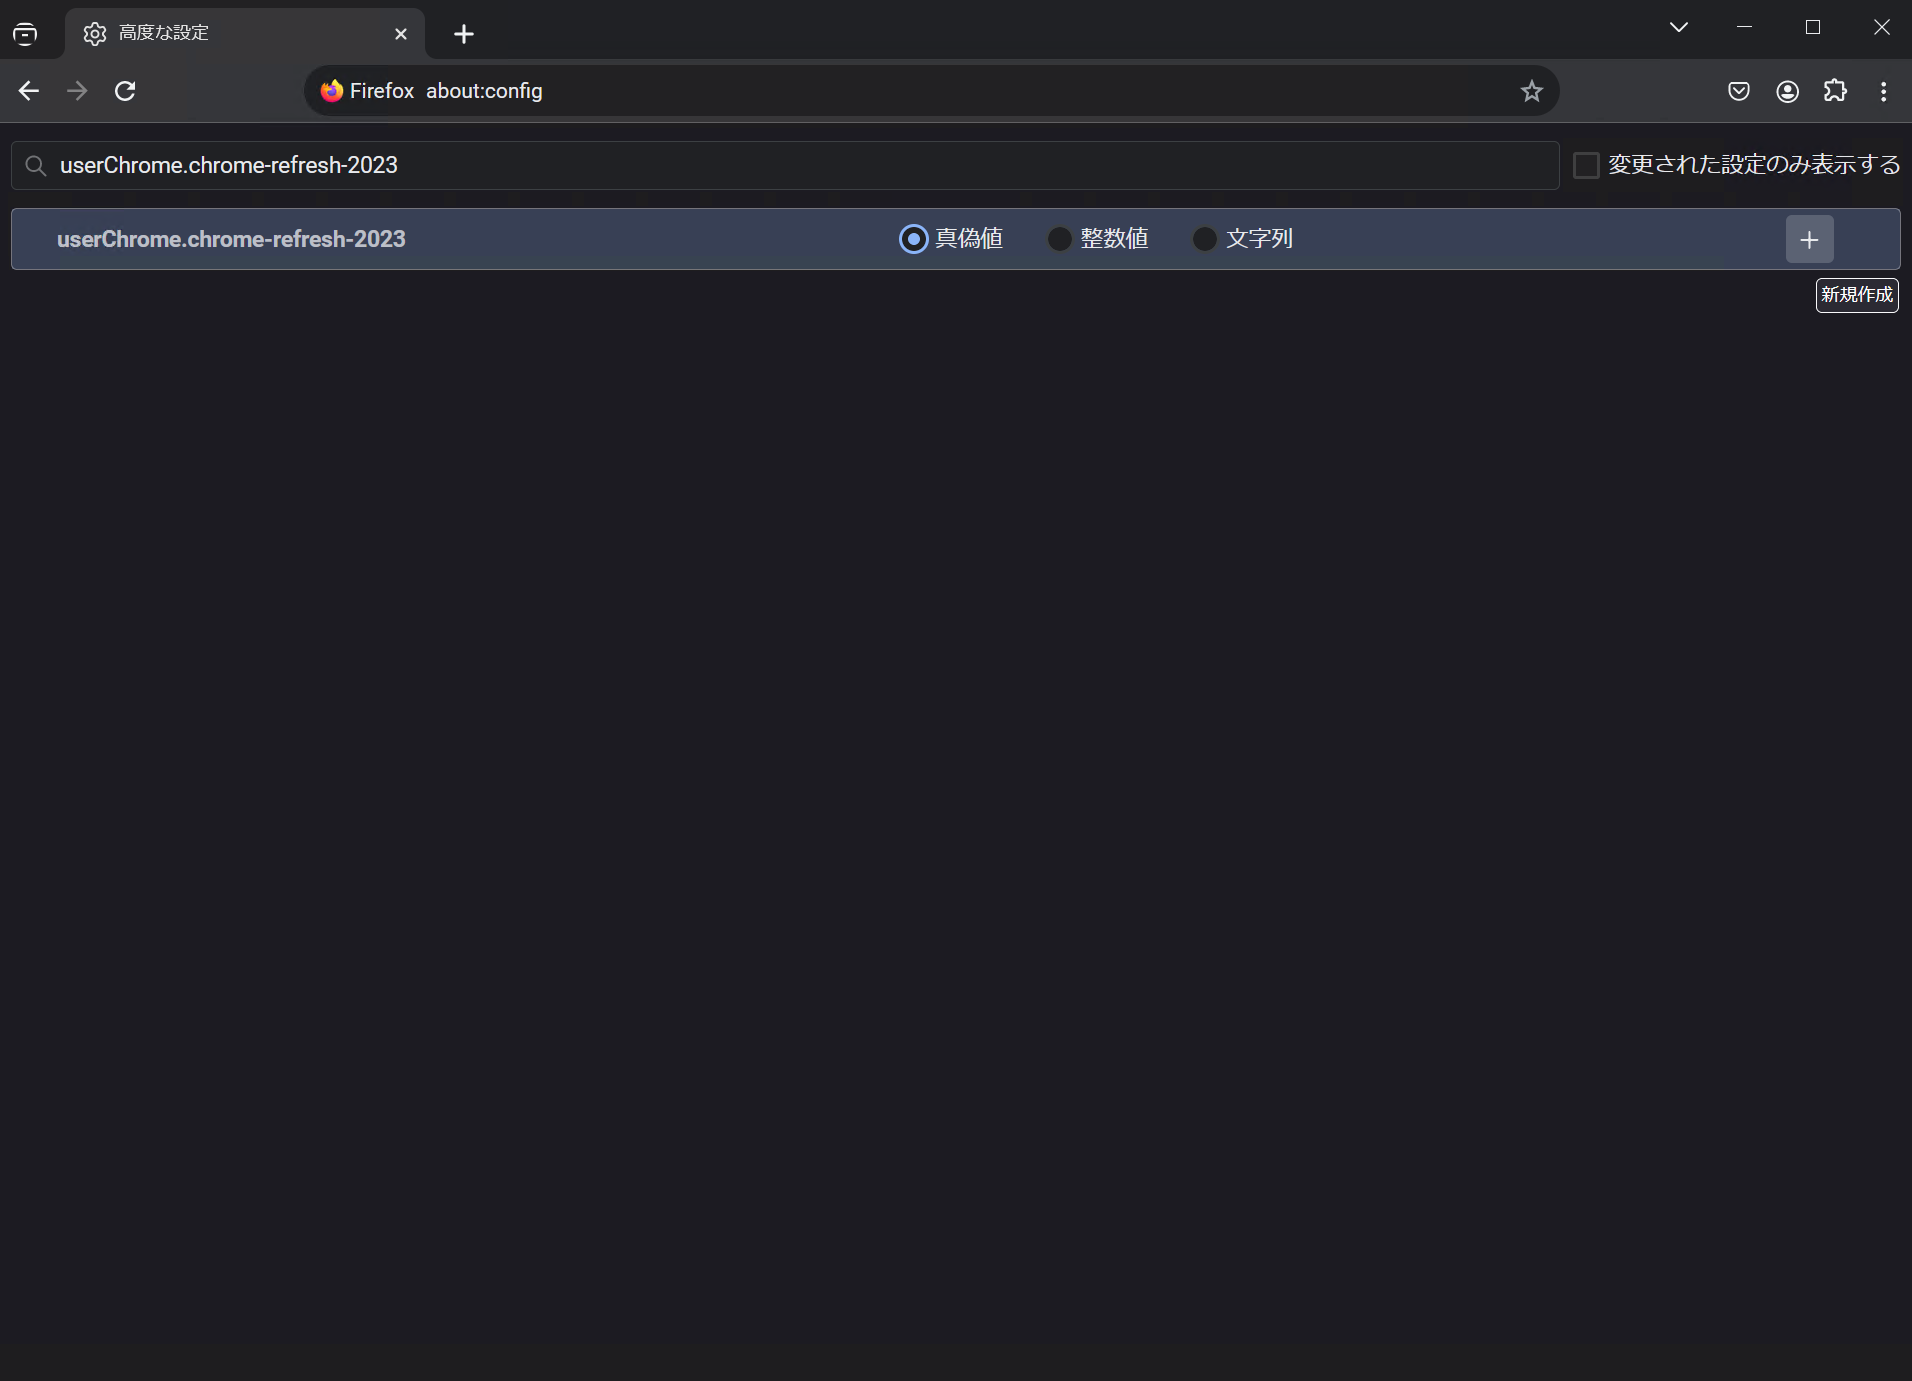 高度な設定
Firefox about:config
userChrome.chrome-refresh-2023
変更された設定のみ表示する
userChrome.chrome-refresh-2023 真偽値 整数値 文字列
新規作成